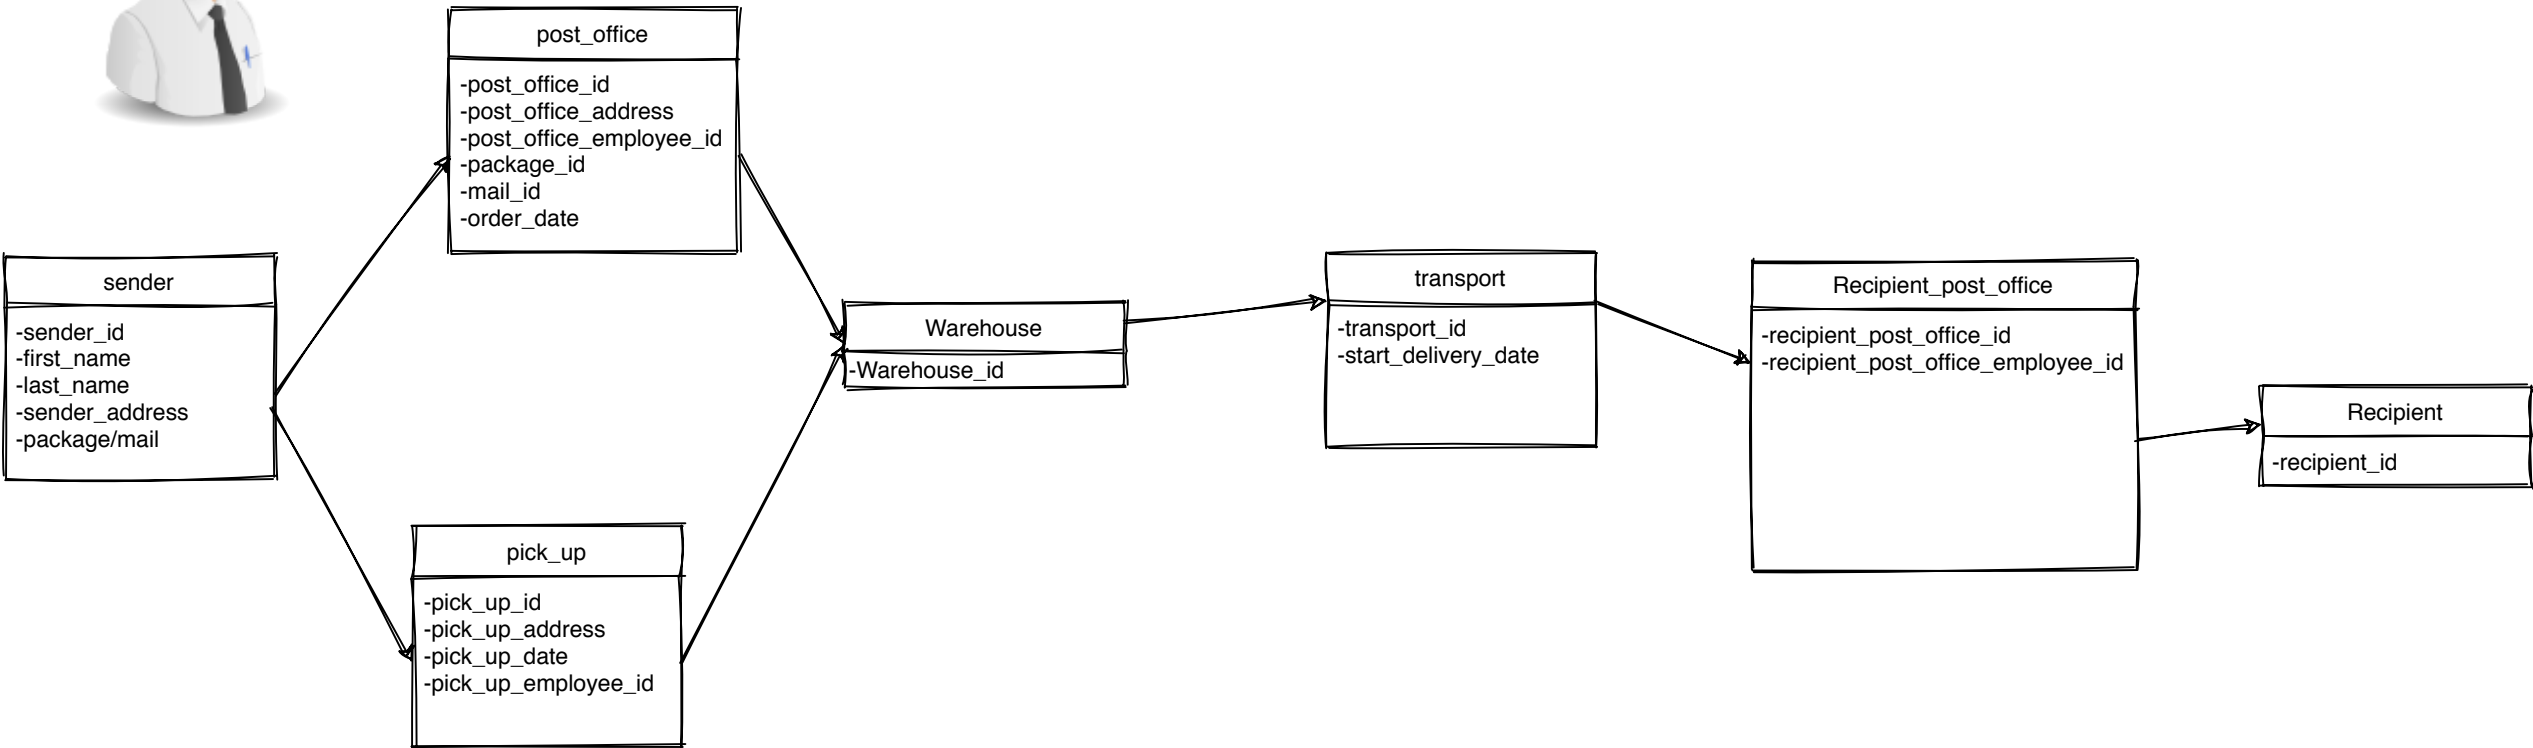 post_office
-post_office_id
-post_office_address
-post_office_employee_id
-package_id
-mail_id
-order_date
sender
-sender_id
-first_name
-last_name
-sender_address
-package/mail
pick_up
-pick_up_id
-pick_up_address
-pick_up_date
-pick_up_employee_id
Warehouse
-Warehouse_id
transport
-transport_id
-start_delivery_date
Recipient_post_office
-recipient_post_office_id
-recipient_post_office_employee_id
Recipient
-recipient_id